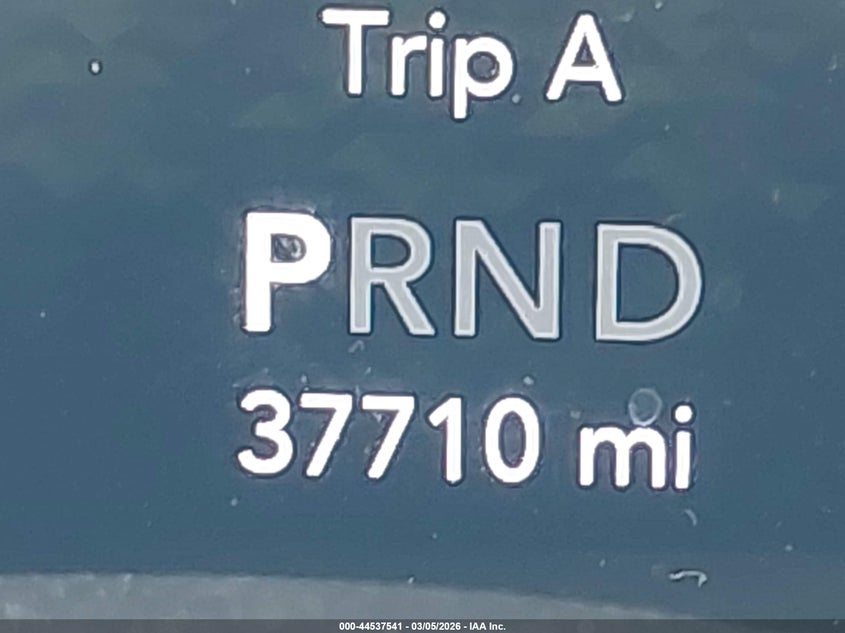 Trip A
PRND
37710 mi
000-44537541 - 03/05/2026 - IAA Inc.